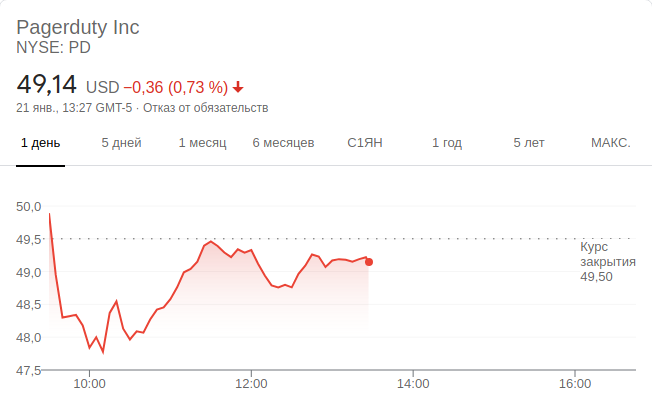 Pagerduty Inc
NYSE: PD
49,14 USD −0,36 (0,73 %)
21 янв., 13:27 GMT-5 · Отказ от обязательств
1 день 5 дней 1 месяц 6 месяцев С1ЯН 1 год 5 лет МАКС.
50,0
49,5
Курс
закрытия
49,50
49,0
48,5
48,0
47,5
10:00 12:00 14:00 16:00